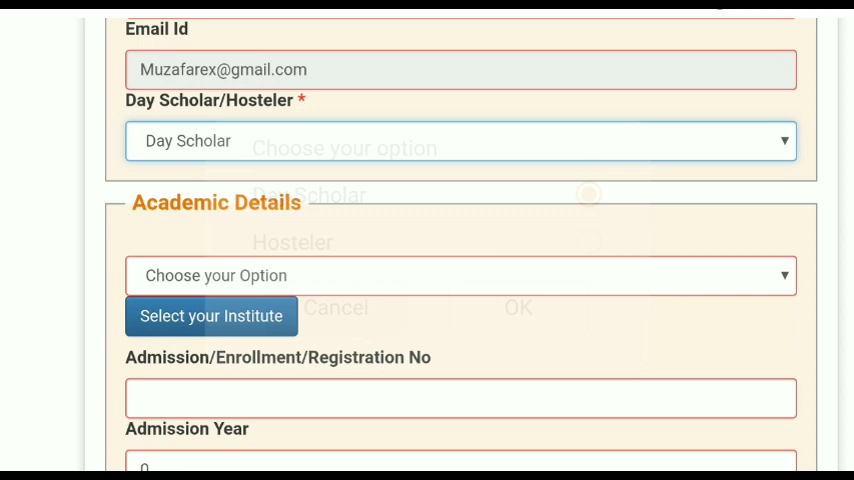 Email Id
Muzafarex@gmail.com
Day Scholar/Hosteler *
Day Scholar
Choose your option
Day Scholar
Academic Details
Hosteler
Choose your Option
Cancel OK
Select your Institute
Admission/Enrollment/Registration No
Admission Year
0